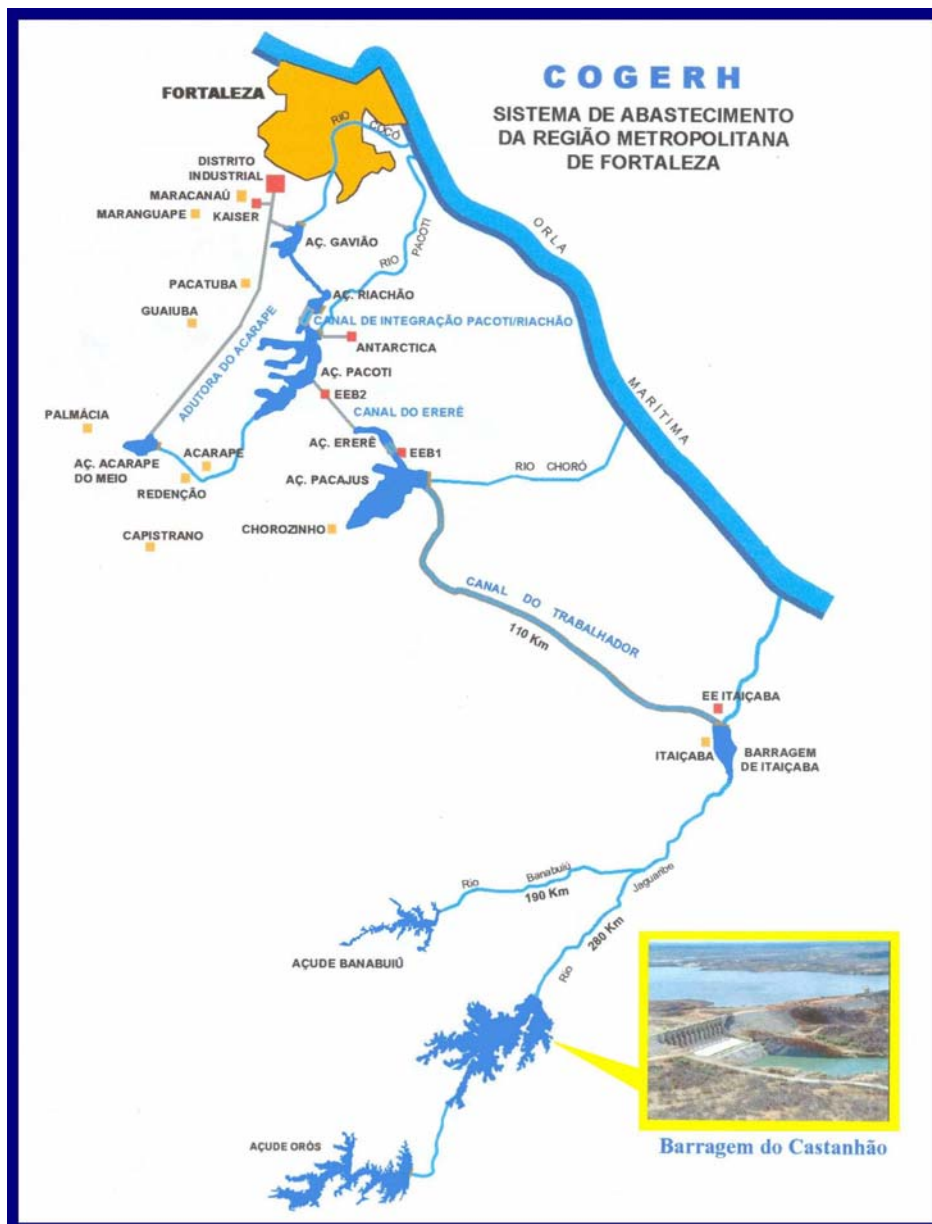 COGERH
SISTEMA DE ABASTECIMENTO
DA REGIÃO METROPOLITANA
DE FORTALEZA
FORTALEZA
RIO
COCÓ
DISTRITO
INDUSTRIAL
MARACANAÚ
MARANGUAPE
KAISER
AÇ. GAVIÃO
RIO
PACOTI
ORLA
MARÍTIMA
PACATUBA
AÇ. RIACHÃO
GUAIUBA
CANAL DE INTEGRAÇÃO PACOTI/RIACHÃO
ANTARCTICA
ADUTORA DO ACARAPE
AÇ. PACOTI
EEB2
PALMÁCIA
CANAL DO ERERÊ
AÇ. ERERÊ
EEB1
AÇ. ACARAPE
DO MEIO
ACARAPE
REDENÇÃO
AÇ. PACAJUS
RIO CHORÓ
CHOROZINHO
CAPISTRANO
CANAL DO TRABALHADOR
110 Km
EE ITAIÇABA
ITAIÇABA
BARRAGEM
DE ITAIÇABA
Rio
Banabuiú
190 Km
Jaguaribe
280 Km
Rio
AÇUDE BANABUIÚ
AÇUDE ORÓS
Barragem do Castanhão